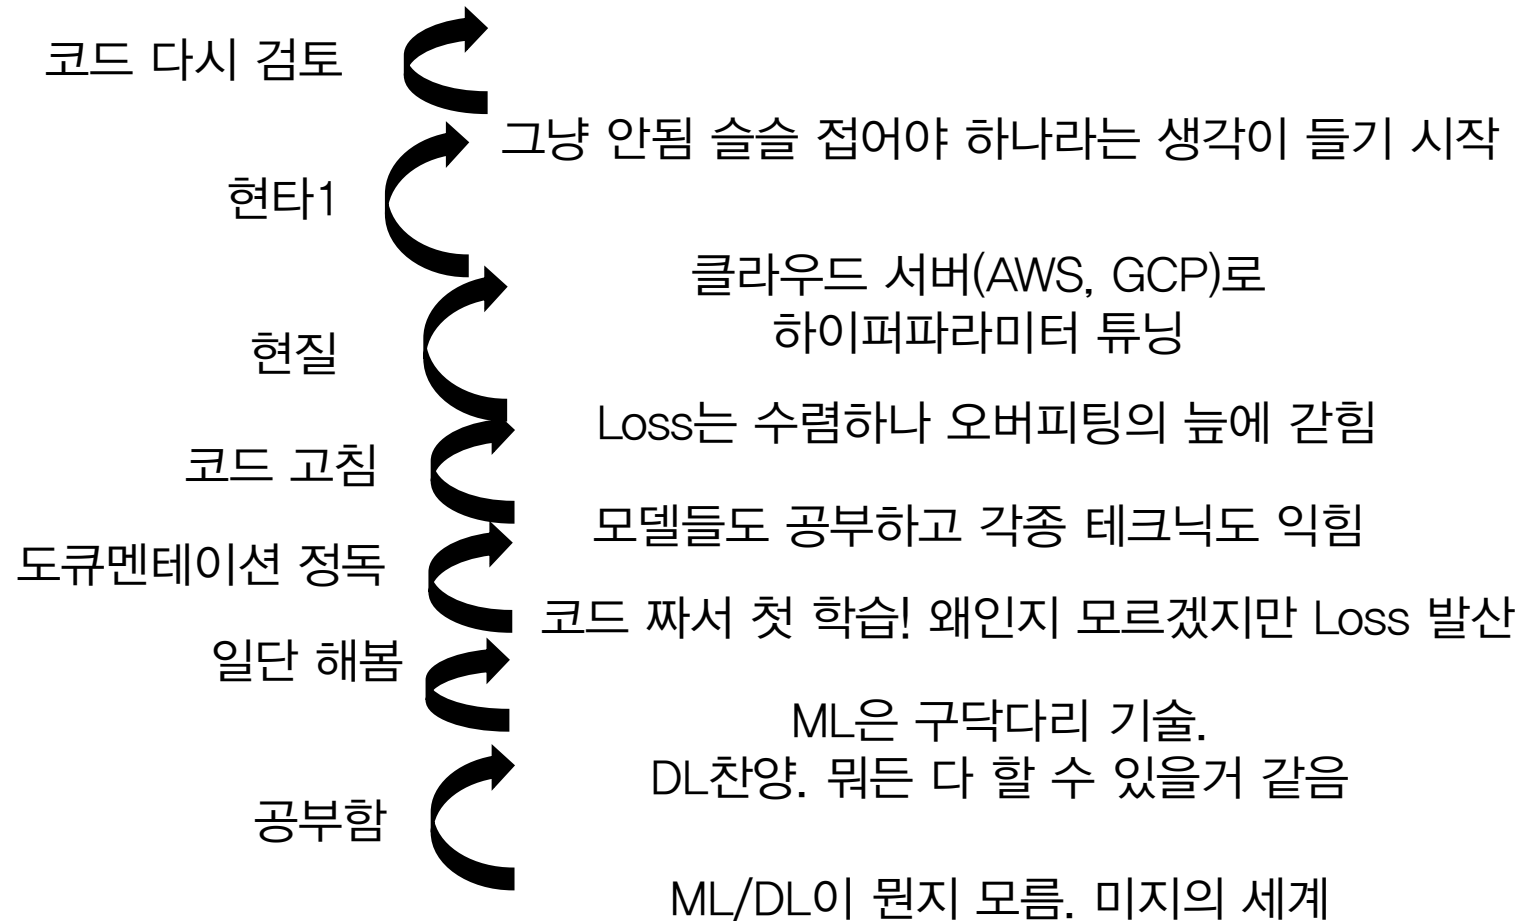 코드 다시 검토
그냥 안됨 슬슬 접어야 하나라는 생각이 들기 시작
현타1
클라우드 서버(AWS, GCP)로
하이퍼파라미터 튜닝
현질
Loss는 수렴하나 오버피팅의 늪에 갇힘
코드 고침
모델들도 공부하고 각종 테크닉도 익힘
도큐멘테이션 정독
코드 짜서 첫 학습! 왜인지 모르겠지만 Loss 발산
일단 해봄
ML은 구닥다리 기술.
DL찬양. 뭐든 다 할 수 있을거 같음
공부함
ML/DL이 뭔지 모름. 미지의 세계